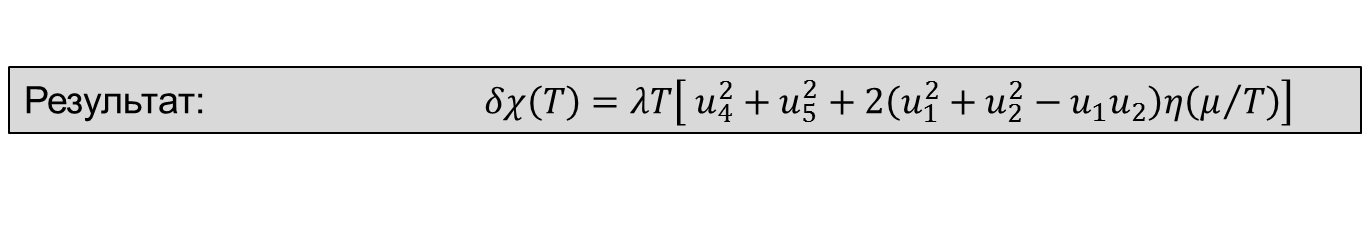 Результат: δχ(T) = λT[ u₄² + u₅² + 2(u₁² + u₂² − u₁u₂)η(μ/T)]